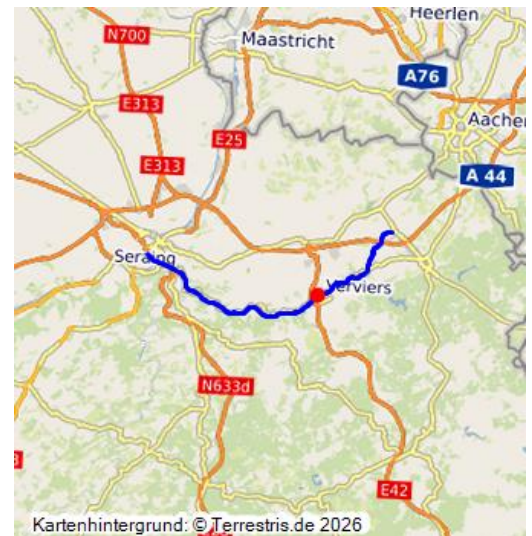 Heerlen
N700
Maastricht
A76
E313
Aachen
E25
E313
A 44
Seraing
Verviers
N633d
E42
Kartenhintergrund: © Terrestris.de 2026